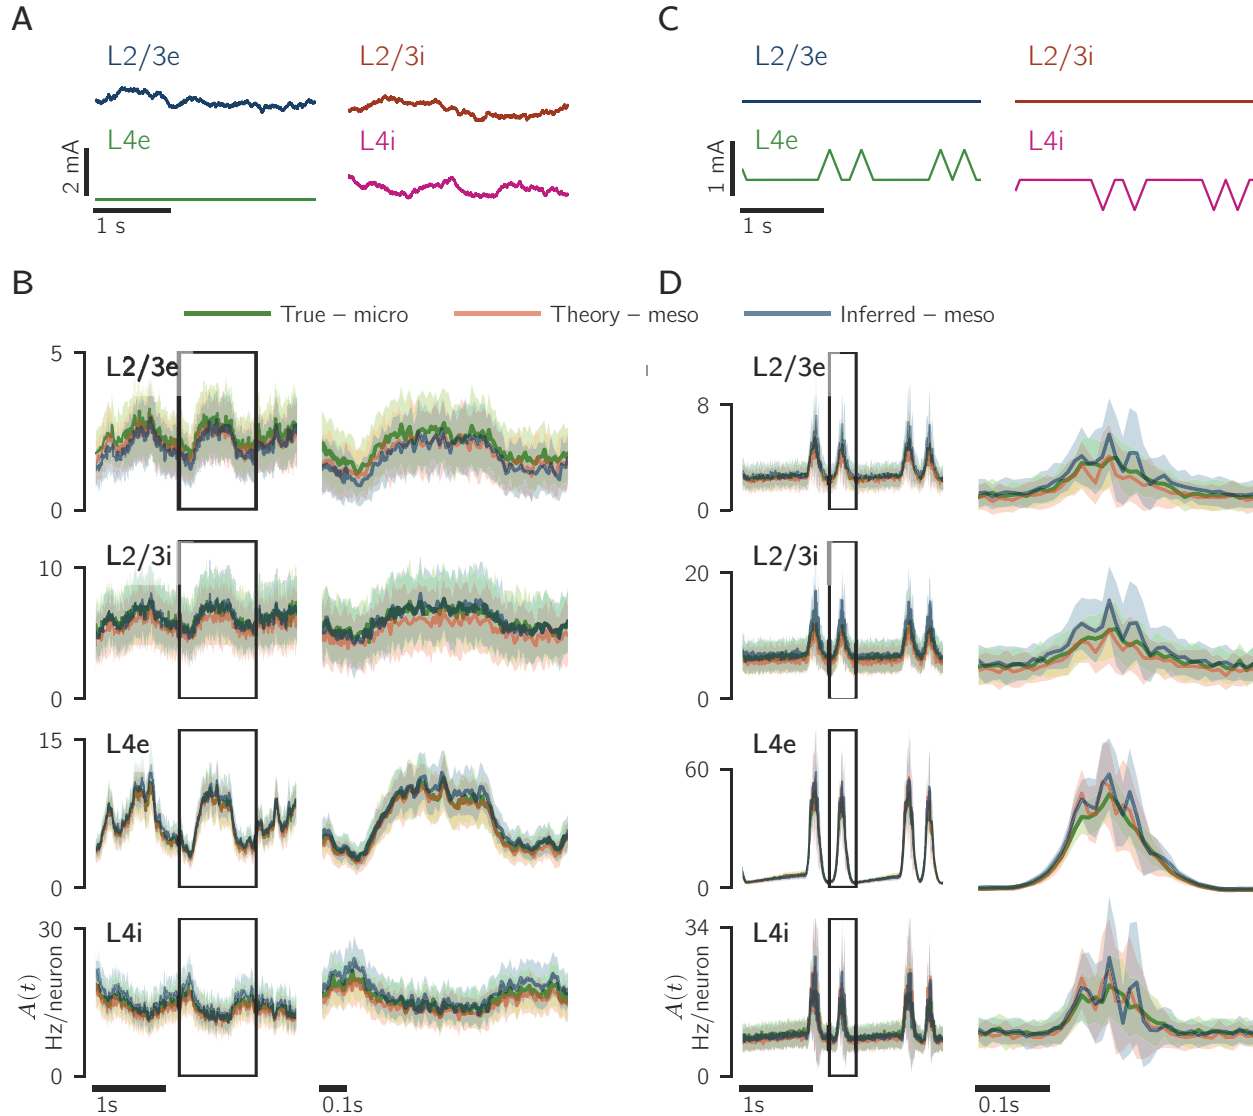 A
L2/3e
L2/3i
L4e
L4i
2 mA
1 s
C
L2/3e
L2/3i
L4e
L4i
1 mA
1 s
B
D
True – micro
Theory – meso
Inferred – meso
L2/3e
5
0
L2/3i
10
0
L4e
15
0
L4i
30
0
A(t)
Hz/neuron
1s
0.1s
L2/3e
8
0
L2/3i
20
0
L4e
60
0
L4i
34
0
A(t)
Hz/neuron
1s
0.1s